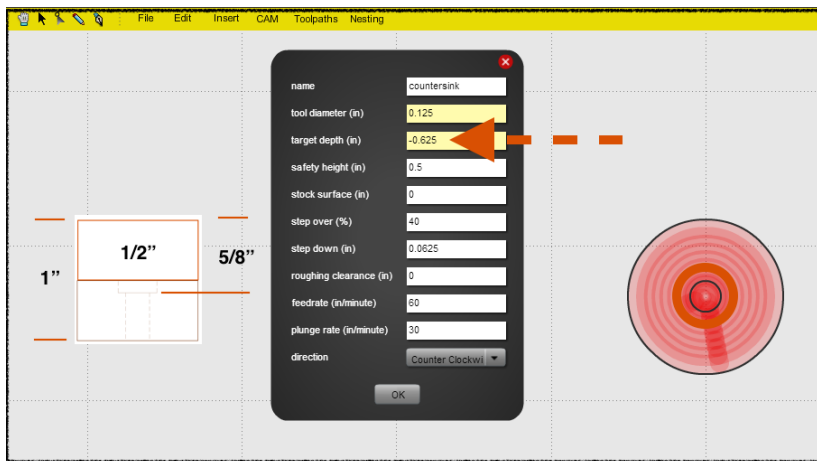 File Edit Insert CAM Toolpaths Nesting
name countersink
tool diameter (in) 0.125
target depth (in) -0.625
safety height (in) 0.5
stock surface (in) 0
step over (%) 40
step down (in) 0.0625
roughing clearance (in) 0
feedrate (in/minute) 60
plunge rate (in/minute) 30
direction Counter Clockwi
OK
1/2”
5/8”
1”